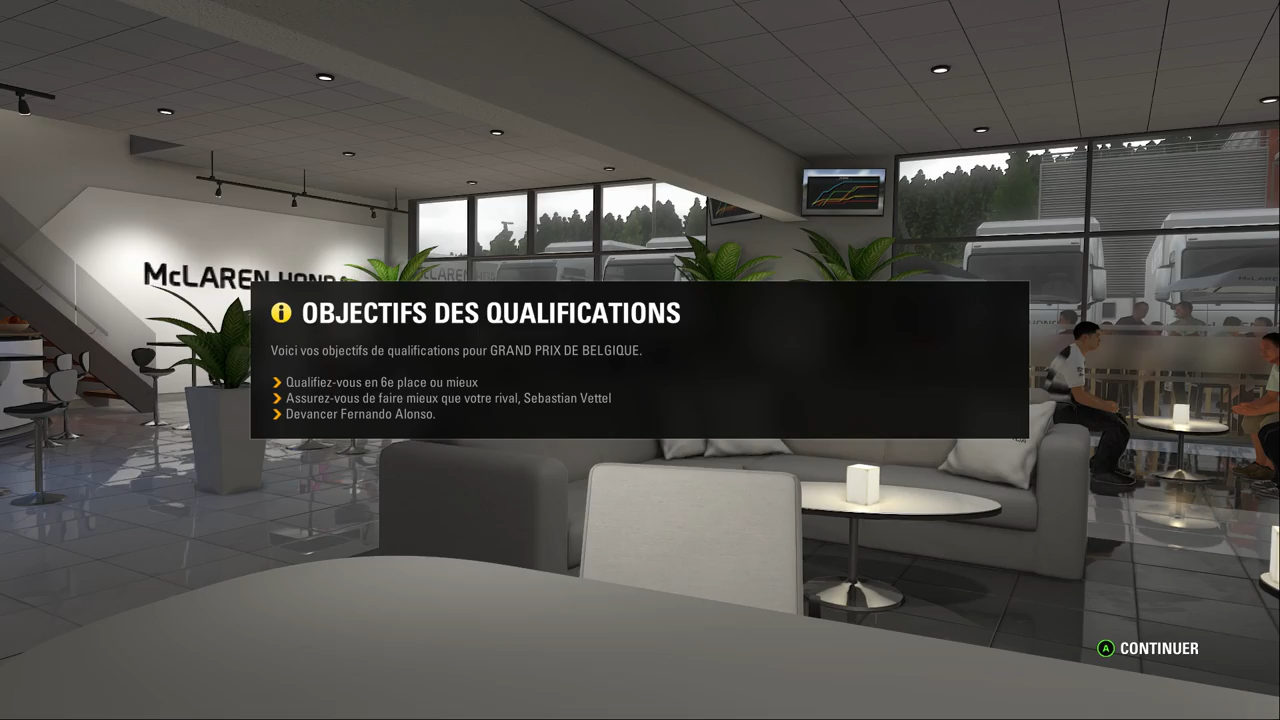 McLAREN HONDA
OBJECTIFS DES QUALIFICATIONS
Voici vos objectifs de qualifications pour GRAND PRIX DE BELGIQUE.
Qualifiez-vous en 6e place ou mieux
Assurez-vous de faire mieux que votre rival, Sebastian Vettel
Devancer Fernando Alonso.
A CONTINUER